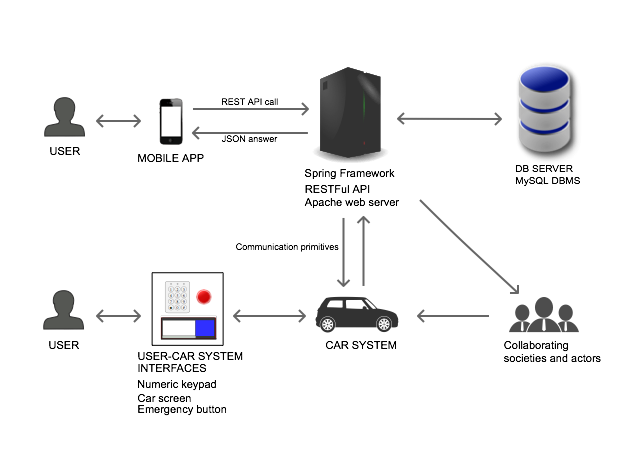 REST API call
JSON answer
USER
MOBILE APP
Spring Framework
RESTFul API
Apache web server
DB SERVER
MySQL DBMS
Communication primitives
USER
USER-CAR SYSTEM
INTERFACES
Numeric keypad
Car screen
Emergency button
CAR SYSTEM
Collaborating
societies and actors